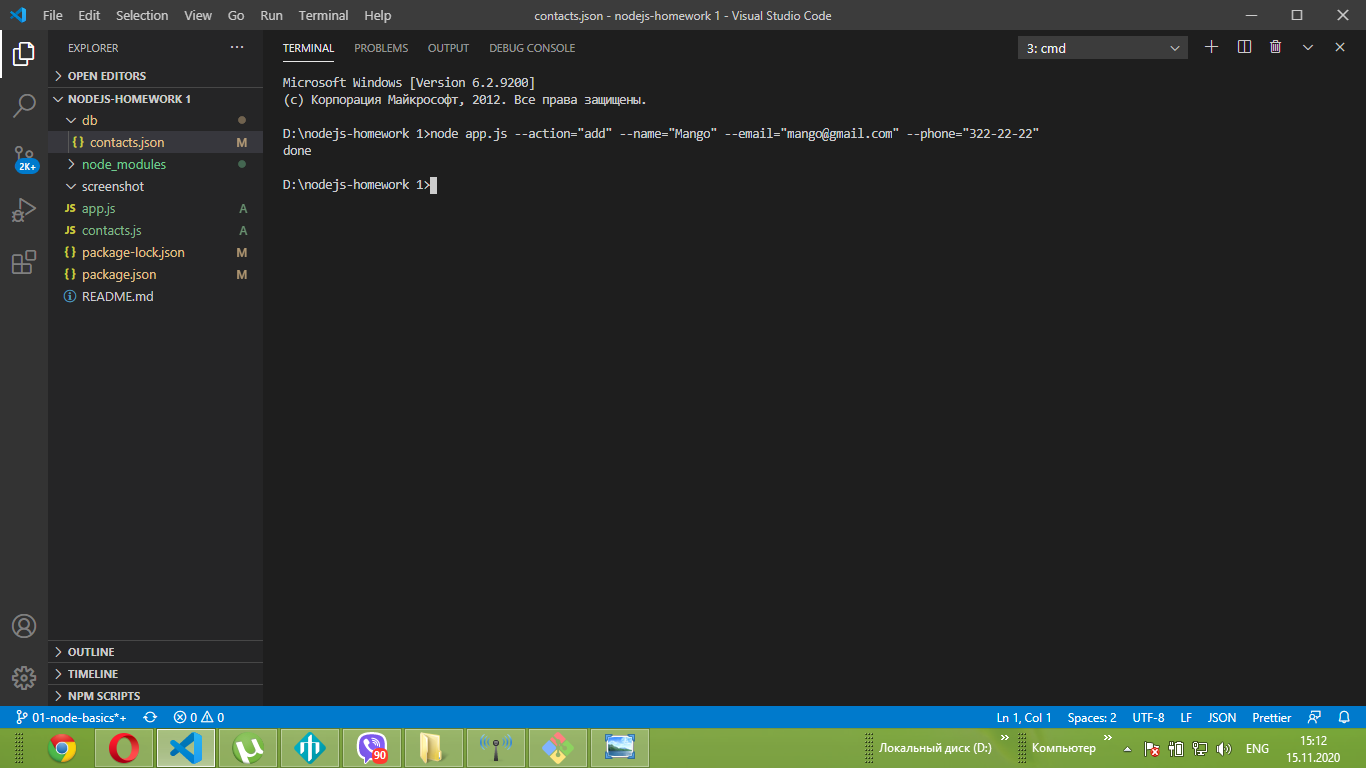 File Edit Selection View Go Run Terminal Help
contacts.json - nodejs-homework 1 - Visual Studio Code
EXPLORER
OPEN EDITORS
NODEJS-HOMEWORK 1
db
contacts.json M
node_modules
screenshot
app.js A
contacts.js A
package-lock.json M
package.json M
README.md
2K+
OUTLINE
TIMELINE
NPM SCRIPTS
TERMINAL PROBLEMS OUTPUT DEBUG CONSOLE
3: cmd
Microsoft Windows [Version 6.2.9200]
(c) Корпорация Майкрософт, 2012. Все права защищены.
D:\nodejs-homework 1>node app.js --action="add" --name="Mango" --email="mango@gmail.com" --phone="322-22-22"
done
D:\nodejs-homework 1>
01-node-basics*+ 0 0
Ln 1, Col 1 Spaces: 2 UTF-8 LF JSON Prettier
90
Локальный диск (D:) Компьютер ENG
15:12
15.11.2020